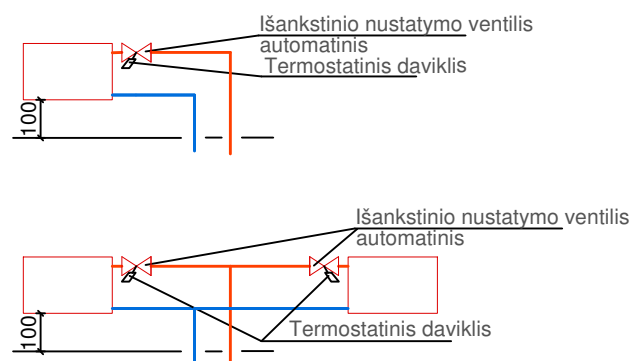 Išankstinio nustatymo ventilis
automatinis
Termostatinis daviklis
100
Išankstinio nustatymo ventilis
automatinis
Termostatinis daviklis
100